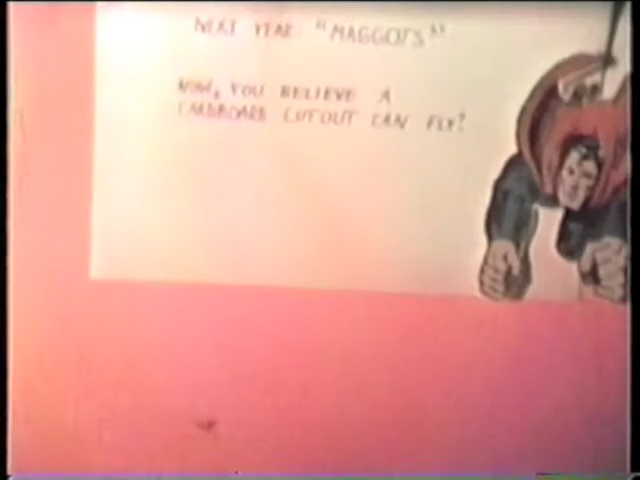 NEXT YEAR "MAGGOTS"
NOW, YOU BELIEVE A
CARDBOARD CUTOUT CAN FLY?